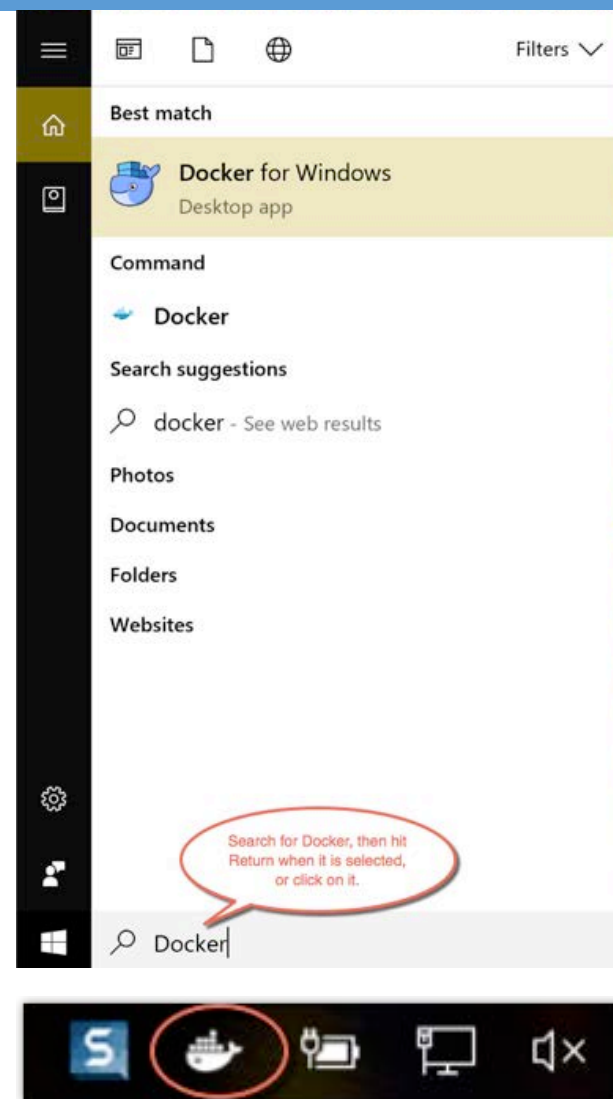 Filters
Best match
Docker for Windows
Desktop app
Command
Docker
Search suggestions
docker - See web results
Photos
Documents
Folders
Websites
Search for Docker, then hit
Return when it is selected,
or click on it.
Docker
S